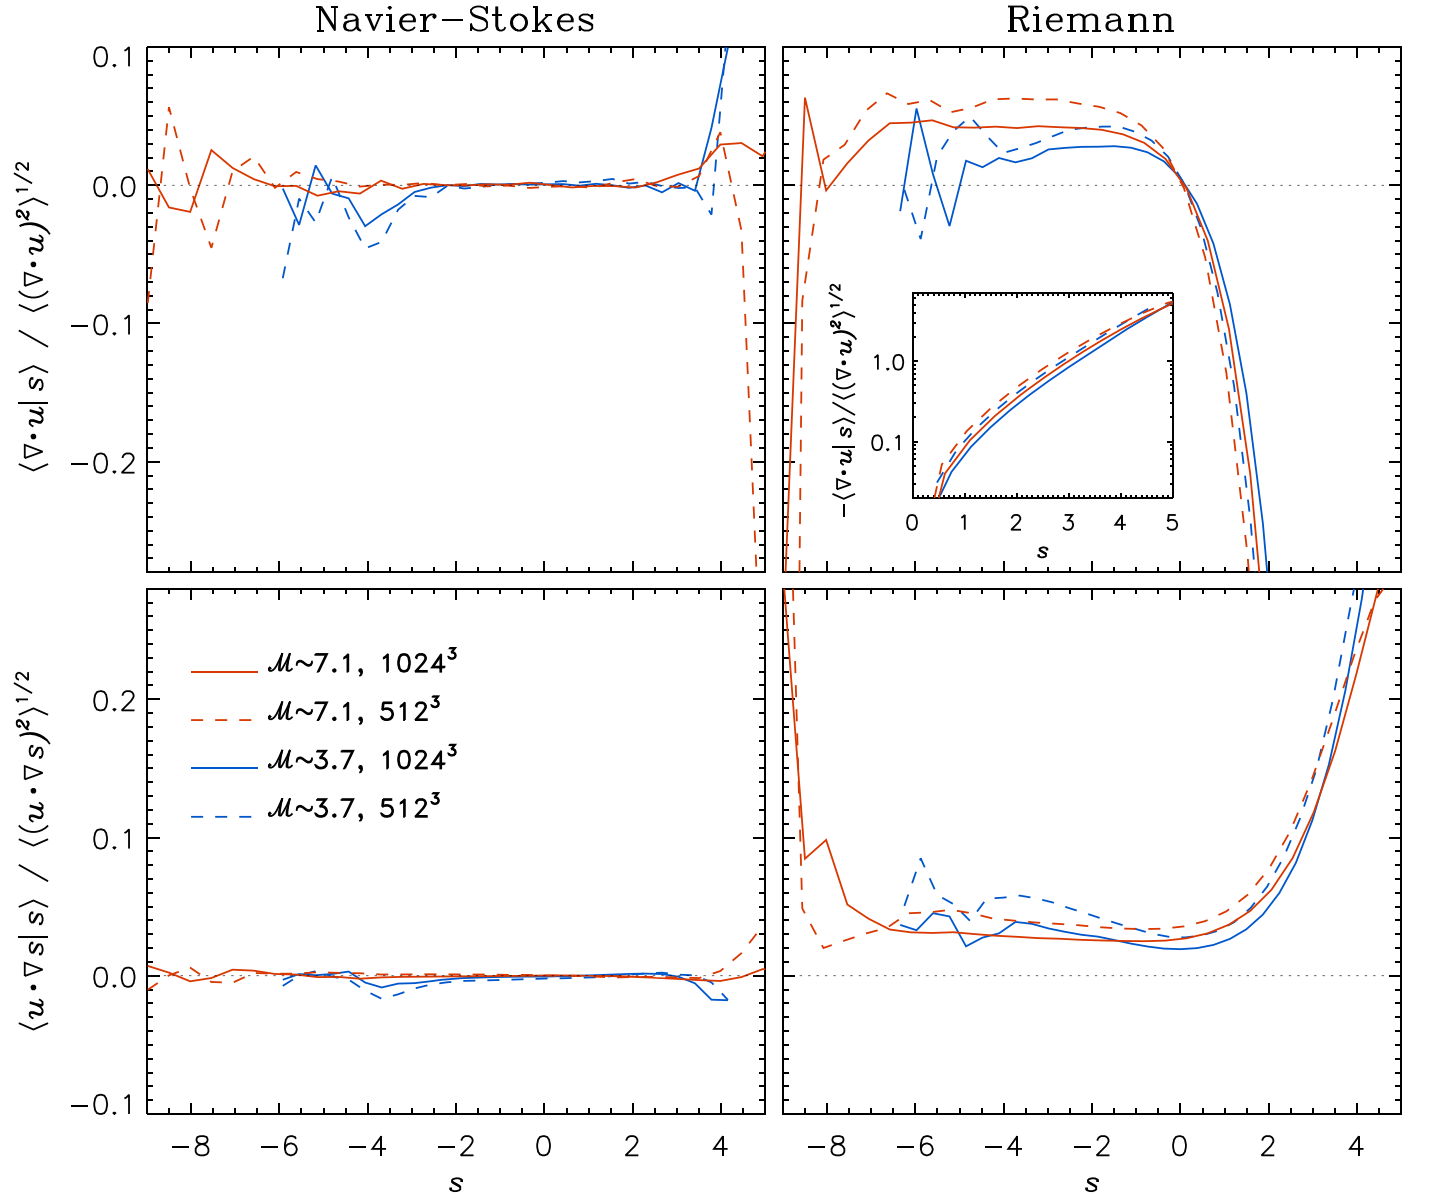 Navier−Stokes
Riemann
⟨∇•u| s⟩ / ⟨(∇•u)²⟩^1/2
0.1
0.0
−0.1
−0.2
−⟨∇•u| s⟩/⟨(∇•u)²⟩^1/2
1.0
0.1
0 1 2 3 4 5
s
⟨u•∇s| s⟩ / ⟨(u•∇s)²⟩^1/2
0.2
0.1
0.0
−0.1
ℳ~7.1, 1024³
ℳ~7.1, 512³
ℳ~3.7, 1024³
ℳ~3.7, 512³
−8 −6 −4 −2 0 2 4
s
−8 −6 −4 −2 0 2 4
s